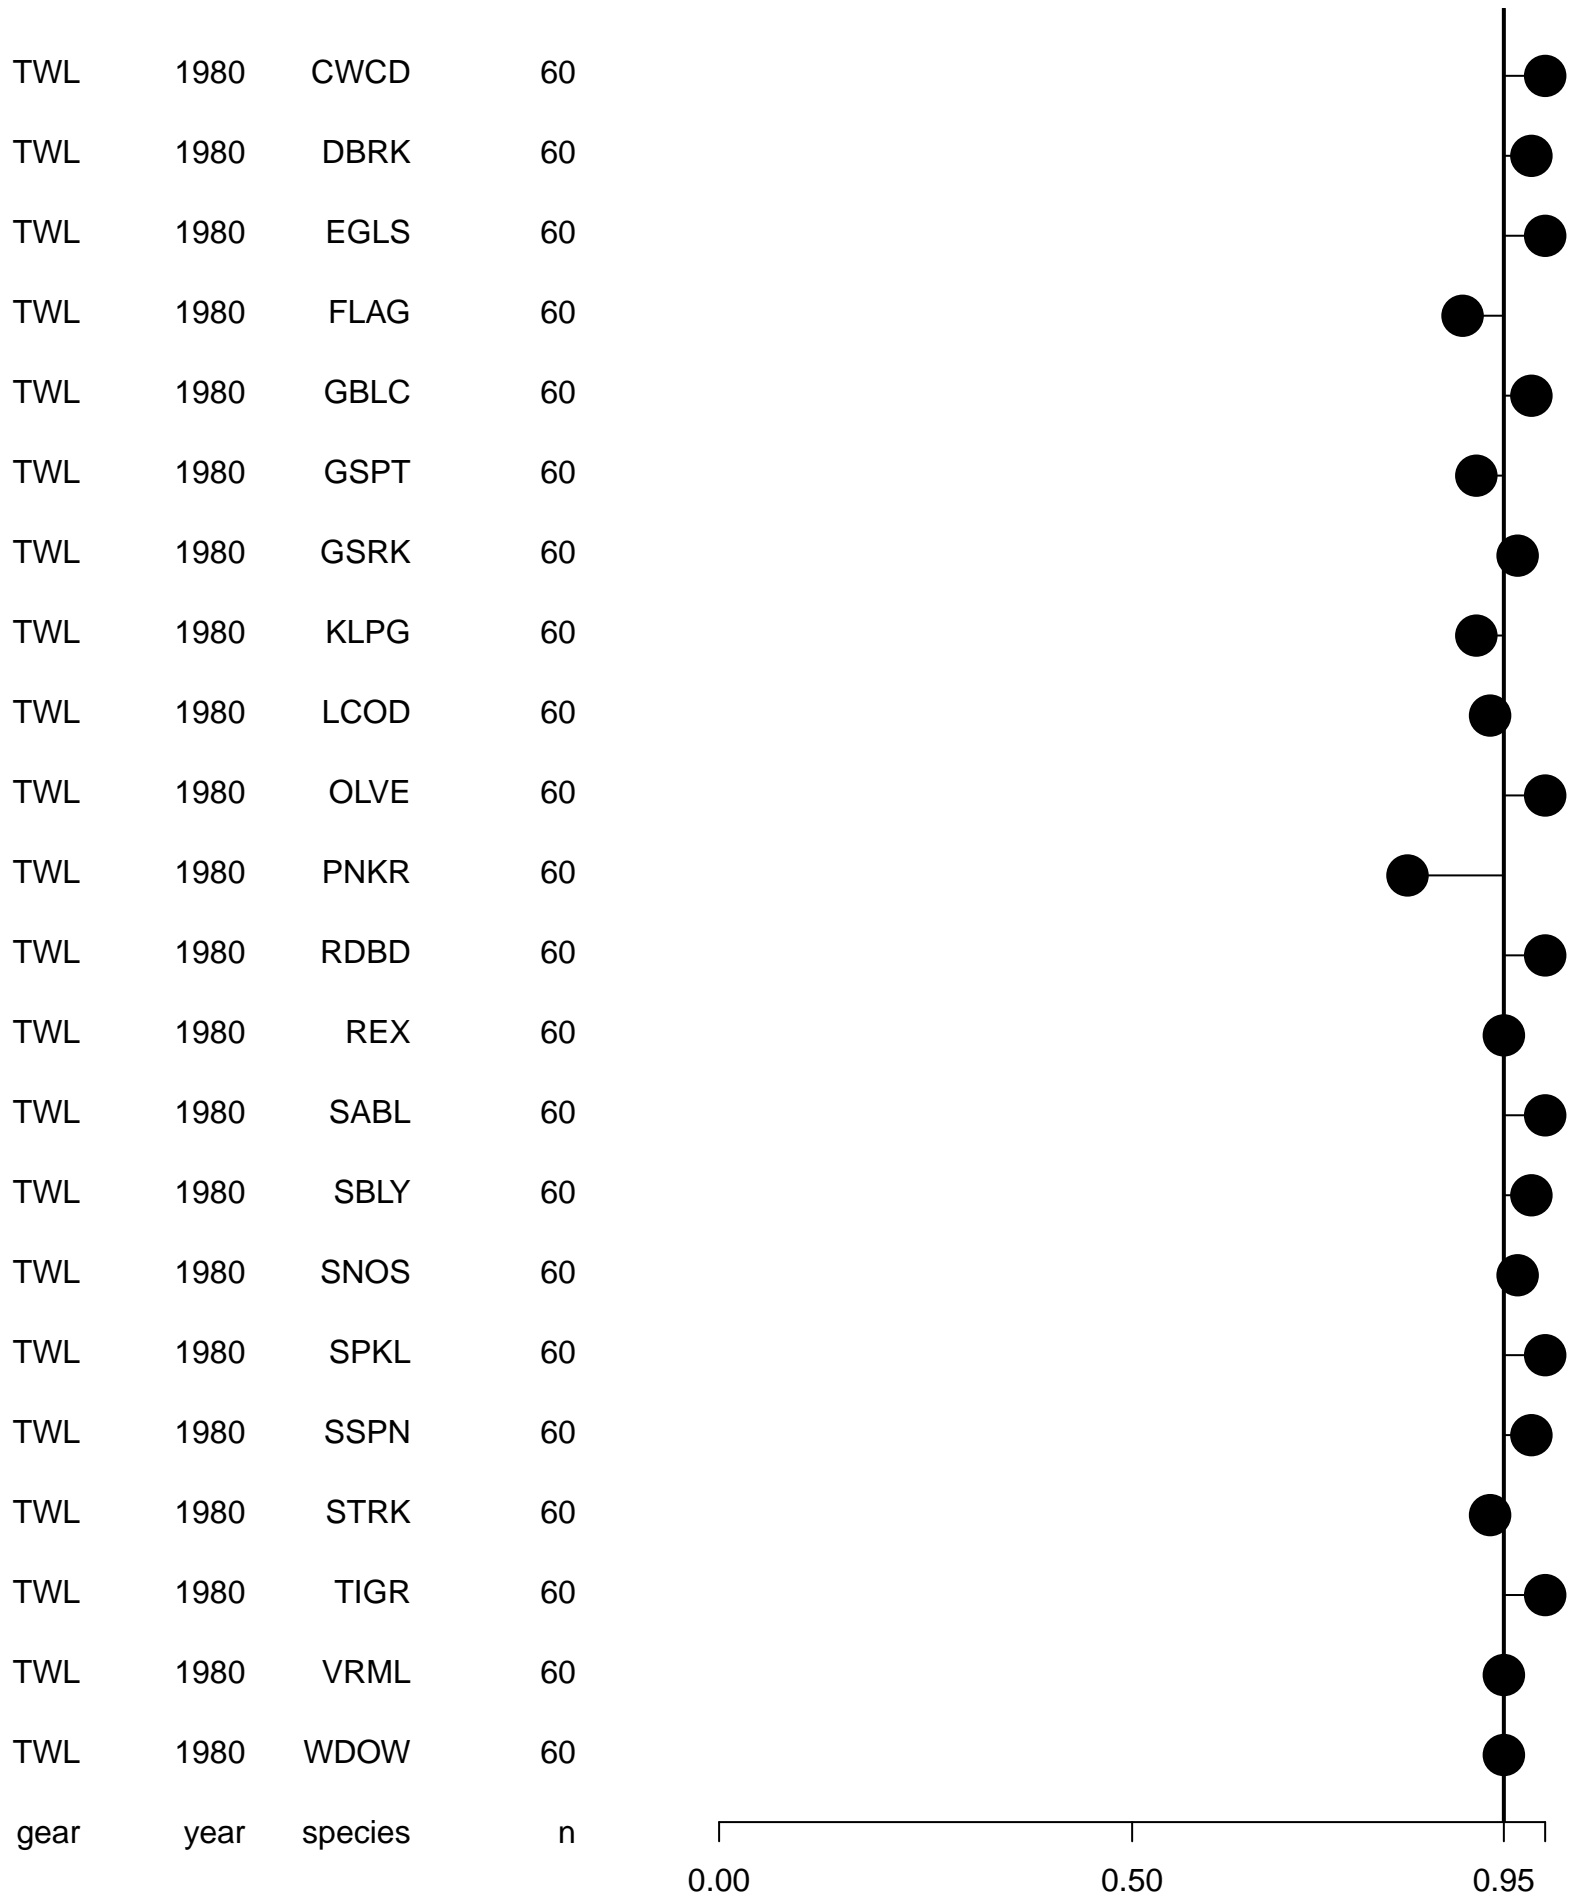 TWL 1980 CWCD 60
TWL 1980 DBRK 60
TWL 1980 EGLS 60
TWL 1980 FLAG 60
TWL 1980 GBLC 60
TWL 1980 GSPT 60
TWL 1980 GSRK 60
TWL 1980 KLPG 60
TWL 1980 LCOD 60
TWL 1980 OLVE 60
TWL 1980 PNKR 60
TWL 1980 RDBD 60
TWL 1980 REX 60
TWL 1980 SABL 60
TWL 1980 SBLY 60
TWL 1980 SNOS 60
TWL 1980 SPKL 60
TWL 1980 SSPN 60
TWL 1980 STRK 60
TWL 1980 TIGR 60
TWL 1980 VRML 60
TWL 1980 WDOW 60
gear year species n
0.00 0.50 0.95